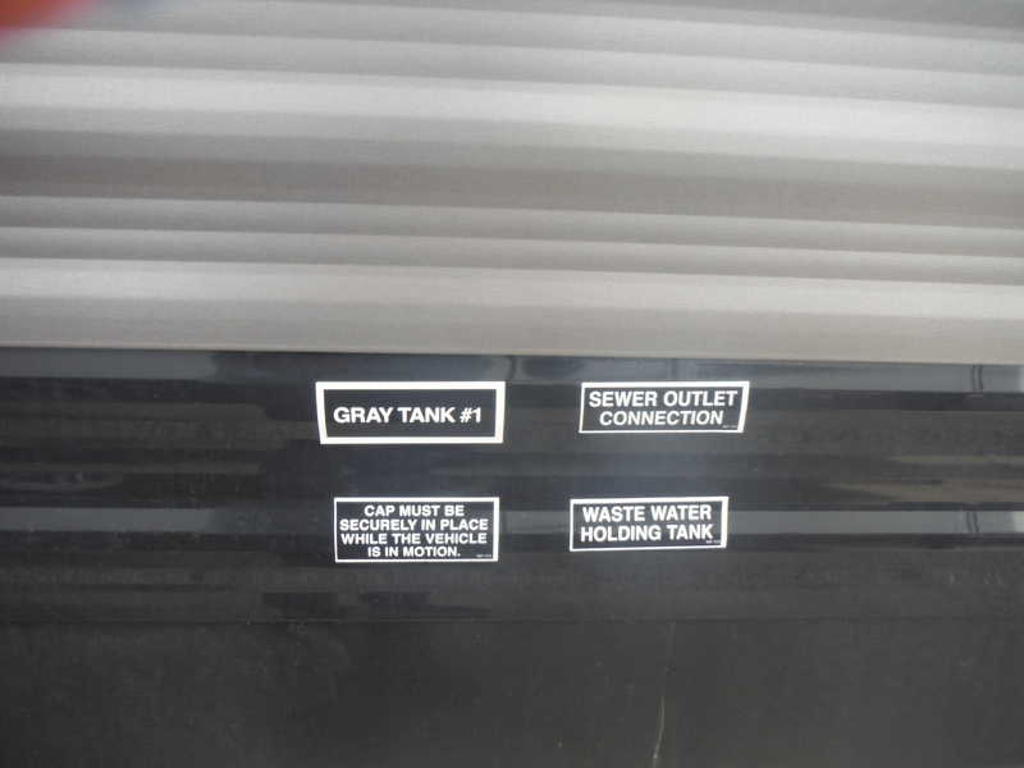 GRAY TANK #1
SEWER OUTLET
CONNECTION
CAP MUST BE
SECURELY IN PLACE
WHILE THE VEHICLE
IS IN MOTION.
WASTE WATER
HOLDING TANK